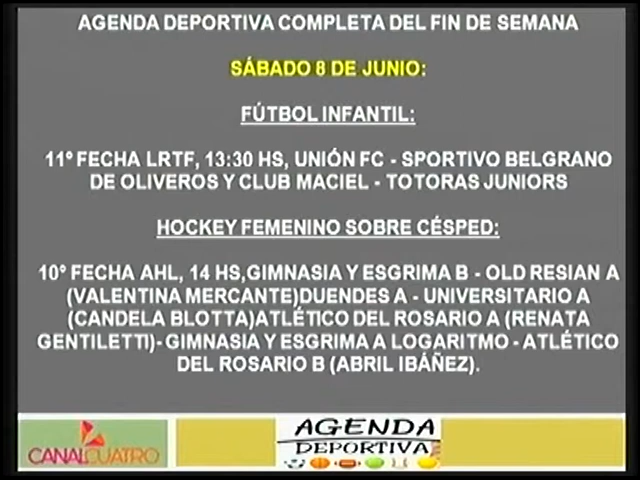 AGENDA DEPORTIVA COMPLETA DEL FIN DE SEMANA
SÁBADO 8 DE JUNIO:
FÚTBOL INFANTIL:
11º FECHA LRTF, 13:30 HS, UNIÓN FC - SPORTIVO BELGRANO
DE OLIVEROS Y CLUB MACIEL - TOTORAS JUNIORS
HOCKEY FEMENINO SOBRE CÉSPED:
10º FECHA AHL, 14 HS,GIMNASIA Y ESGRIMA B - OLD RESIAN A
(VALENTINA MERCANTE)DUENDES A - UNIVERSITARIO A
(CANDELA BLOTTA)ATLÉTICO DEL ROSARIO A (RENATA
GENTILETTI)- GIMNASIA Y ESGRIMA A LOGARITMO - ATLÉTICO
DEL ROSARIO B (ABRIL IBÁÑEZ).
CANALCUATRO
AGENDA
DEPORTIVA